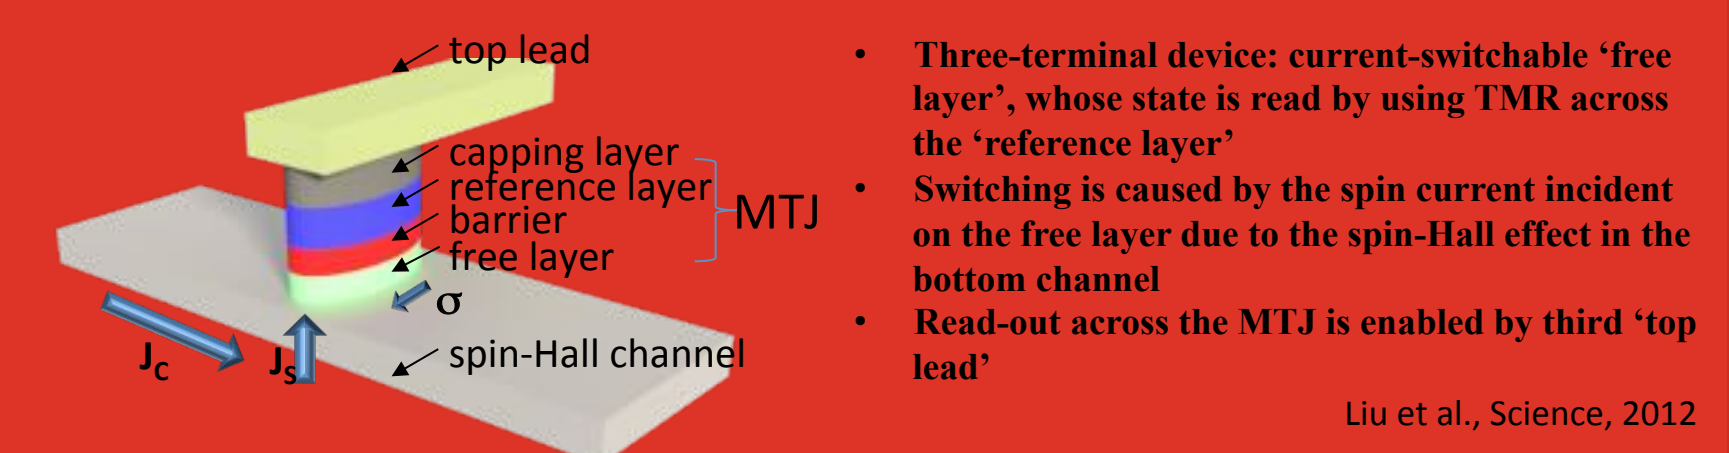 top lead
capping layer
reference layer
barrier
free layer
MTJ
σ
J_C
J_S
spin-Hall channel
• Three-terminal device: current-switchable ‘free
layer’, whose state is read by using TMR across
the ‘reference layer’
• Switching is caused by the spin current incident
on the free layer due to the spin-Hall effect in the
bottom channel
• Read-out across the MTJ is enabled by third ‘top
lead’
Liu et al., Science, 2012